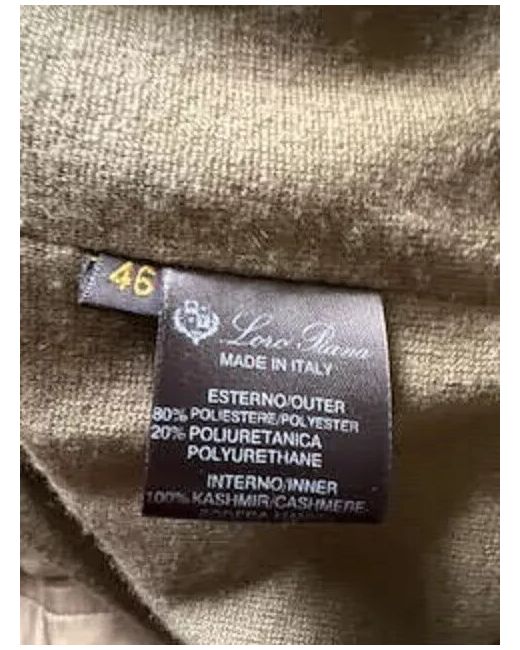 46
Loro Piana
MADE IN ITALY
ESTERNO/OUTER
80% POLIESTERE/POLYESTER
20% POLIURETANICA
POLYURETHANE
INTERNO/INNER
100% KASHMIR/CASHMERE